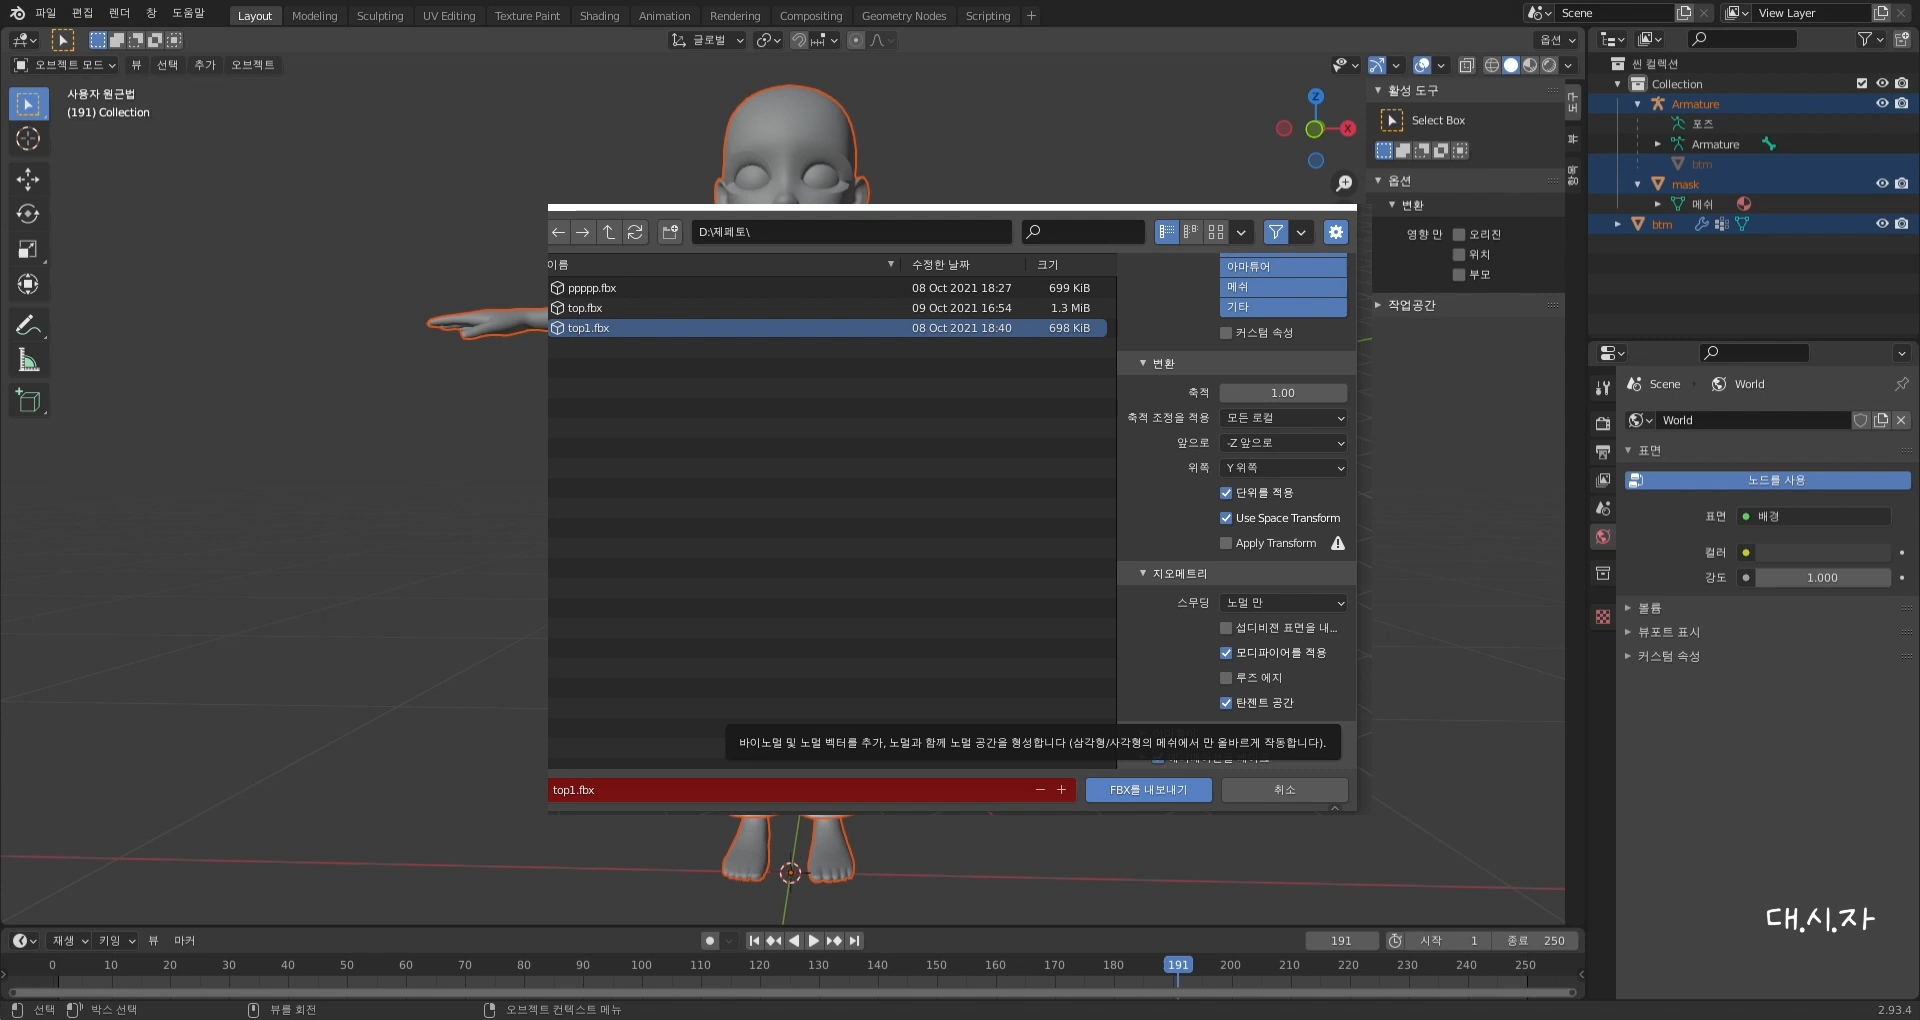 파일 편집 렌더 창 도움말 Layout Modeling Sculpting UV Editing Texture Paint Shading Animation Rendering Compositing Geometry Nodes Scripting + Scene View Layer
글로벌 옵션
오브젝트 모드 뷰 선택 추가 오브젝트
사용자 원근법
(191) Collection
Z
X
활성 도구
Select Box
옵션
변환
영향 만 오리진
위치
부모
작업공간
도구
뷰
항목
씬 컬렉션
Collection
Armature
포즈
Armature
btm
mask
메쉬
btm
D:\제페토\
이름 수정한 날짜 크기
ppppp.fbx 08 Oct 2021 18:27 699 KiB
top.fbx 09 Oct 2021 16:54 1.3 MiB
top1.fbx 08 Oct 2021 18:40 698 KiB
아마튜어
메쉬
기타
커스텀 속성
변환
축적 1.00
축적 조정을 적용 모든 로컬
앞으로 -Z 앞으로
위쪽 Y 위쪽
단위를 적용
Use Space Transform
Apply Transform
지오메트리
스무딩 노멀 만
섭디비젼 표면을 내...
모디파이어를 적용
루즈 에지
탄젠트 공간
바이노멀 및 노멀 벡터를 추가, 노멀과 함께 노멀 공간을 형성합니다 (삼각형/사각형의 메쉬에서 만 올바르게 작동합니다).
top1.fbx FBX를 내보내기 취소
Scene World
World
표면
노드를 사용
표면 배경
컬러
강도 1.000
볼륨
뷰포트 표시
커스텀 속성
대.시.자
재생 키잉 뷰 마커 191 시작 1 종료 250
0 10 20 30 40 50 60 70 80 90 100 110 120 130 140 150 160 170 180 191 200 210 220 230 240 250
선택 박스 선택 뷰를 회전 오브젝트 컨텍스트 메뉴 2.93.4